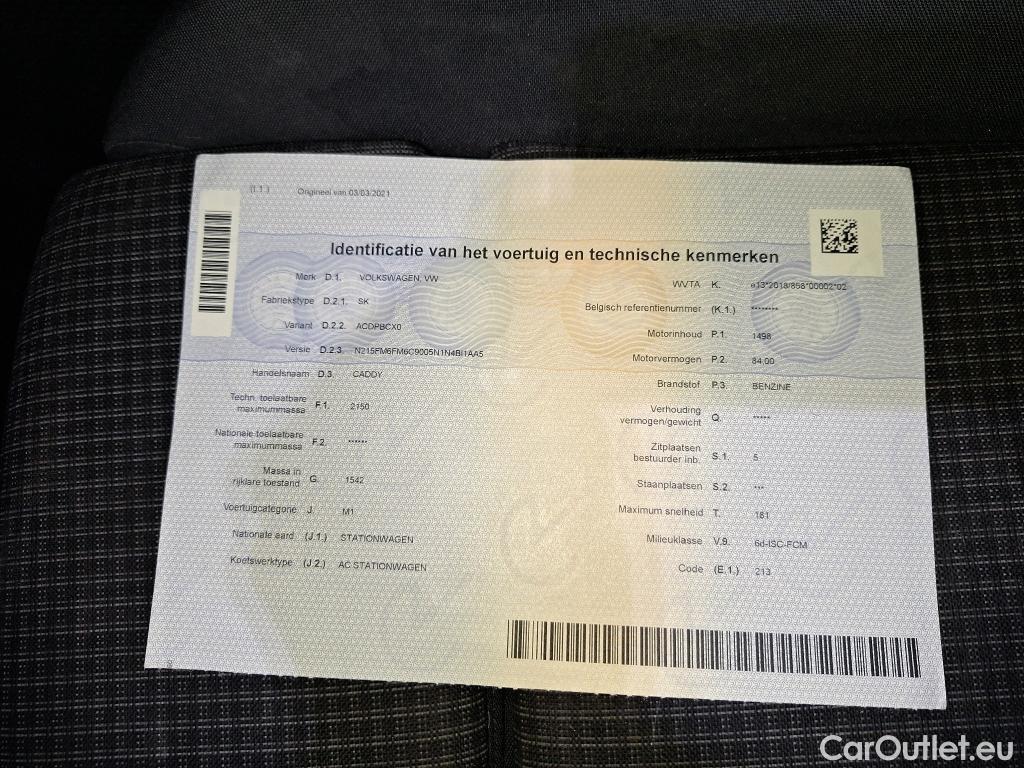 (I.1.) Origineel van 03/03/2021
Identificatie van het voertuig en technische kenmerken
Merk D.1. VOLKSWAGEN, VW
Fabriekstype D.2.1. SK
Variant D.2.2. ACDPBCX0
Versie D.2.3. N215FM6FM6C9005N1N4BI1AA5
Handelsnaam D.3. CADDY
Techn. toelaatbare
maximummassa F.1. 2150
Nationale toelaatbare
maximummassa F.2. ******
Massa in
rijklare toestand G. 1542
Voertuigcategorie J. M1
Nationale aard (J.1.) STATIONWAGEN
Koetswerktype (J.2.) AC STATIONWAGEN
WVTA K. e13*2018/858*00002*02
Belgisch referentienummer (K.1.) ********
Motorinhoud P.1. 1498
Motorvermogen P.2. 84,00
Brandstof P.3. BENZINE
Verhouding
vermogen/gewicht Q. *****
Zitplaatsen
bestuurder inb. S.1. 5
Staanplaatsen S.2. ***
Maximum snelheid T. 181
Milieuklasse V.9. 6d-ISC-FCM
Code (E.1.) 213
CarOutlet.eu